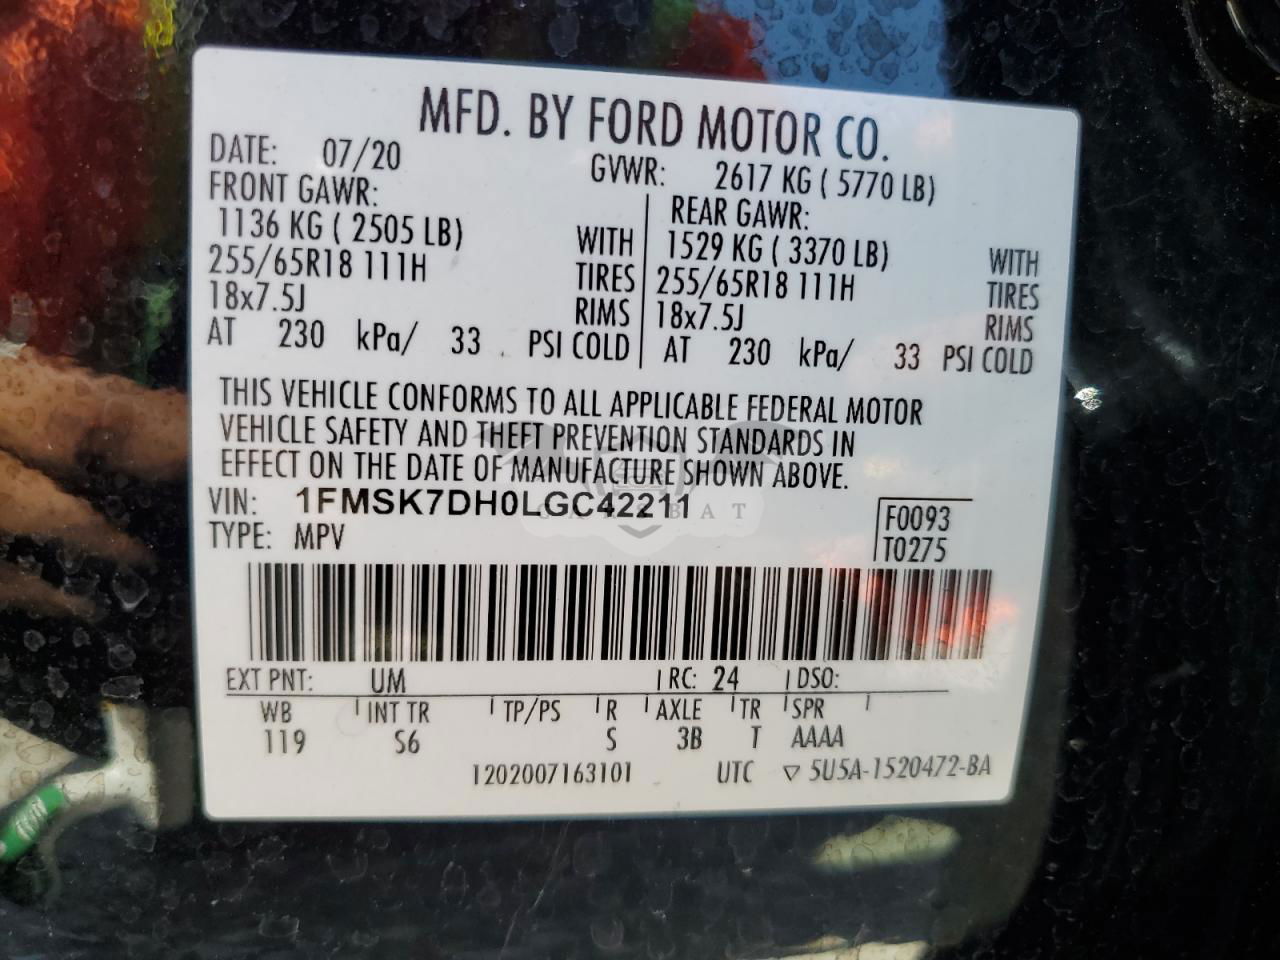 MFD. BY FORD MOTOR CO.
DATE: 07/20 GVWR: 2617 KG ( 5770 LB)
FRONT GAWR: REAR GAWR:
1136 KG ( 2505 LB) WITH 1529 KG ( 3370 LB) WITH
255/65R18 111H TIRES 255/65R18 111H TIRES
18x7.5J RIMS 18x7.5J RIMS
AT 230 kPa/ 33 PSI COLD AT 230 kPa/ 33 PSI COLD
THIS VEHICLE CONFORMS TO ALL APPLICABLE FEDERAL MOTOR
VEHICLE SAFETY AND THEFT PREVENTION STANDARDS IN
EFFECT ON THE DATE OF MANUFACTURE SHOWN ABOVE.
VIN: 1FMSK7DH0LGC42211 F0093
TYPE: MPV T0275
EXT PNT: UM RC: 24 DSO:
WB INT TR TP/PS R AXLE TR SPR
119 S6 S 3B T AAAA
1202007163101 UTC ▽ 5U5A-1520472-BA